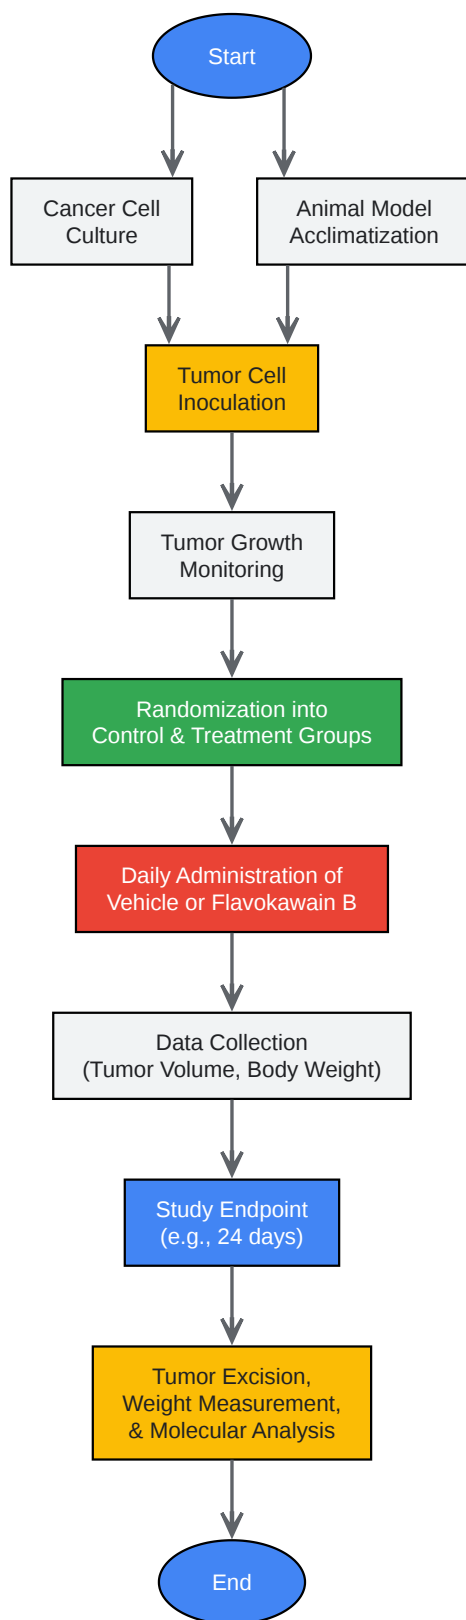 Start
Cancer Cell
Culture
Animal Model
Acclimatization
Tumor Cell
Inoculation
Tumor Growth
Monitoring
Randomization into
Control & Treatment Groups
Daily Administration of
Vehicle or Flavokawain B
Data Collection
(Tumor Volume, Body Weight)
Study Endpoint
(e.g., 24 days)
Tumor Excision,
Weight Measurement,
& Molecular Analysis
End